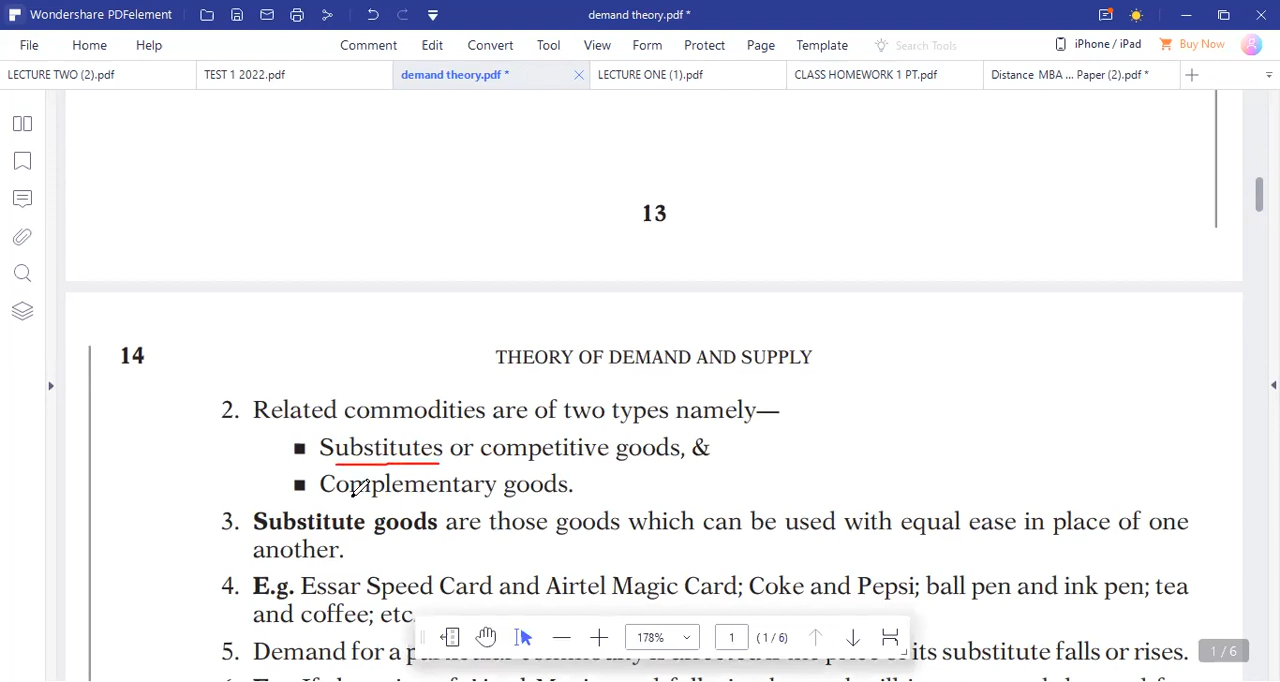 Wondershare PDFelement
demand theory.pdf *
File Home Help Comment Edit Convert Tool View Form Protect Page Template Search Tools iPhone / iPad Buy Now
LECTURE TWO (2).pdf TEST 1 2022.pdf demand theory.pdf * LECTURE ONE (1).pdf CLASS HOMEWORK 1 PT.pdf Distance MBA ... Paper (2).pdf *
13
14 THEORY OF DEMAND AND SUPPLY
2. Related commodities are of two types namely—
■ Substitutes or competitive goods, &
■ Complementary goods.
3. Substitute goods are those goods which can be used with equal ease in place of one
another.
4. E.g. Essar Speed Card and Airtel Magic Card; Coke and Pepsi; ball pen and ink pen; tea
and coffee; etc
5. Demand for a its substitute falls or rises.
178% 1 (1 / 6)
1 / 6